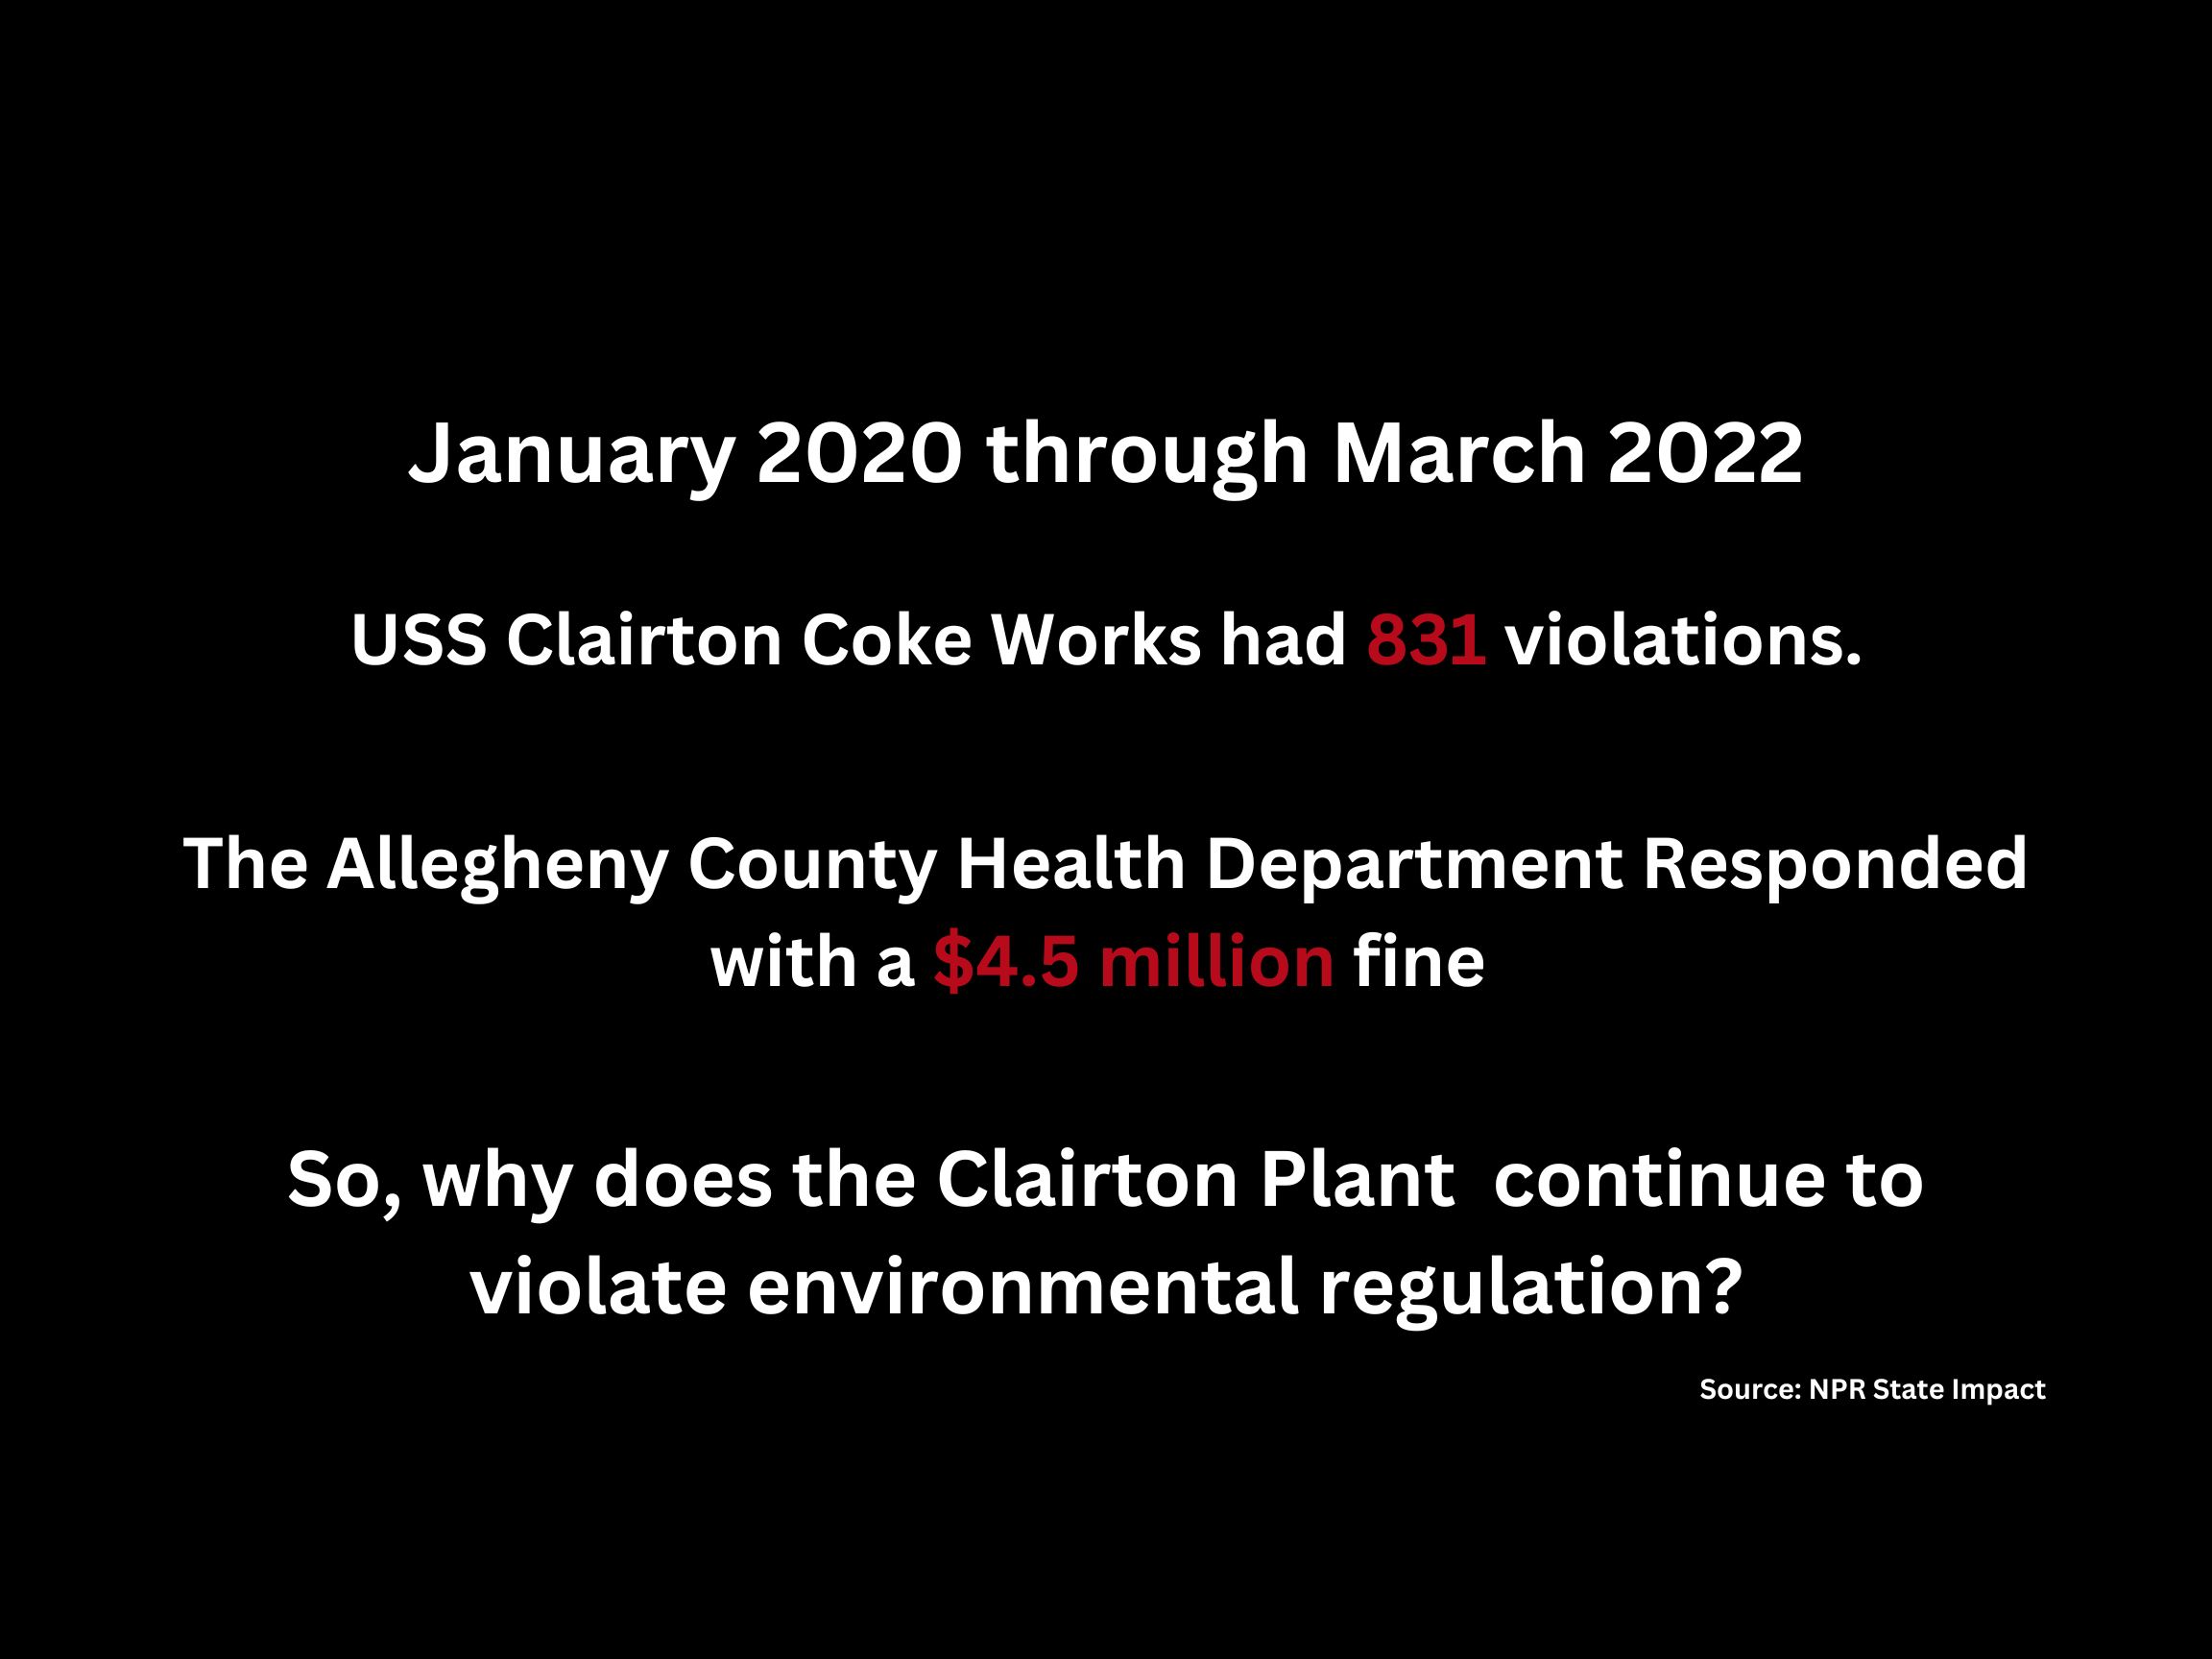 January 2020 through March 2022
USS Clairton Coke Works had 831 violations.
The Allegheny County Health Department Responded
with a $4.5 million fine
So, why does the Clairton Plant  continue to
violate environmental regulation?
Source: NPR State Impact